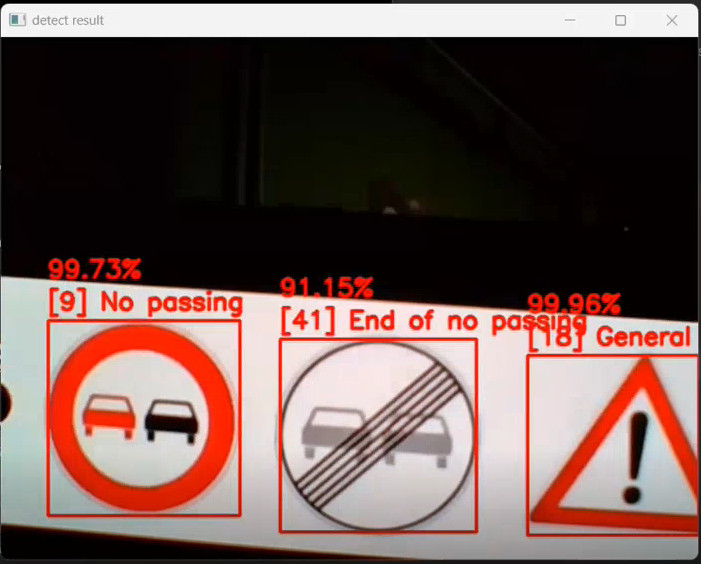 detect result
99.73%
[9] No passing
91.15%
[41] End of no passing
99.96%
[18] General